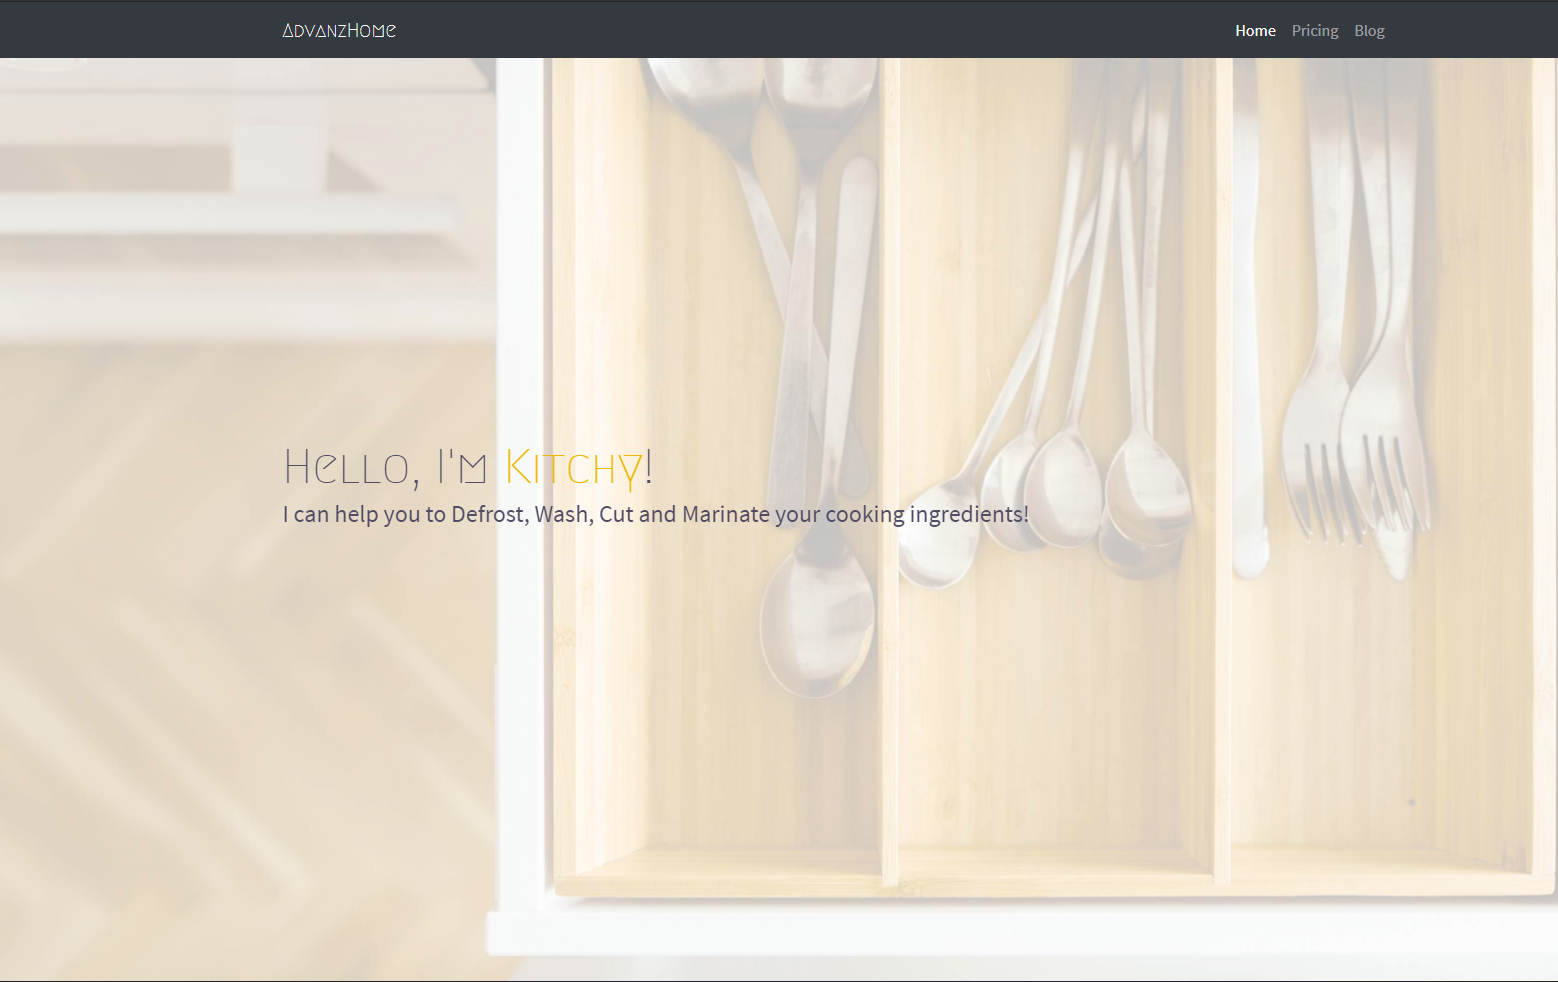 AdvanzHome
Home Pricing Blog
Hello, I'm Kitchy!
I can help you to Defrost, Wash, Cut and Marinate your cooking ingredients!